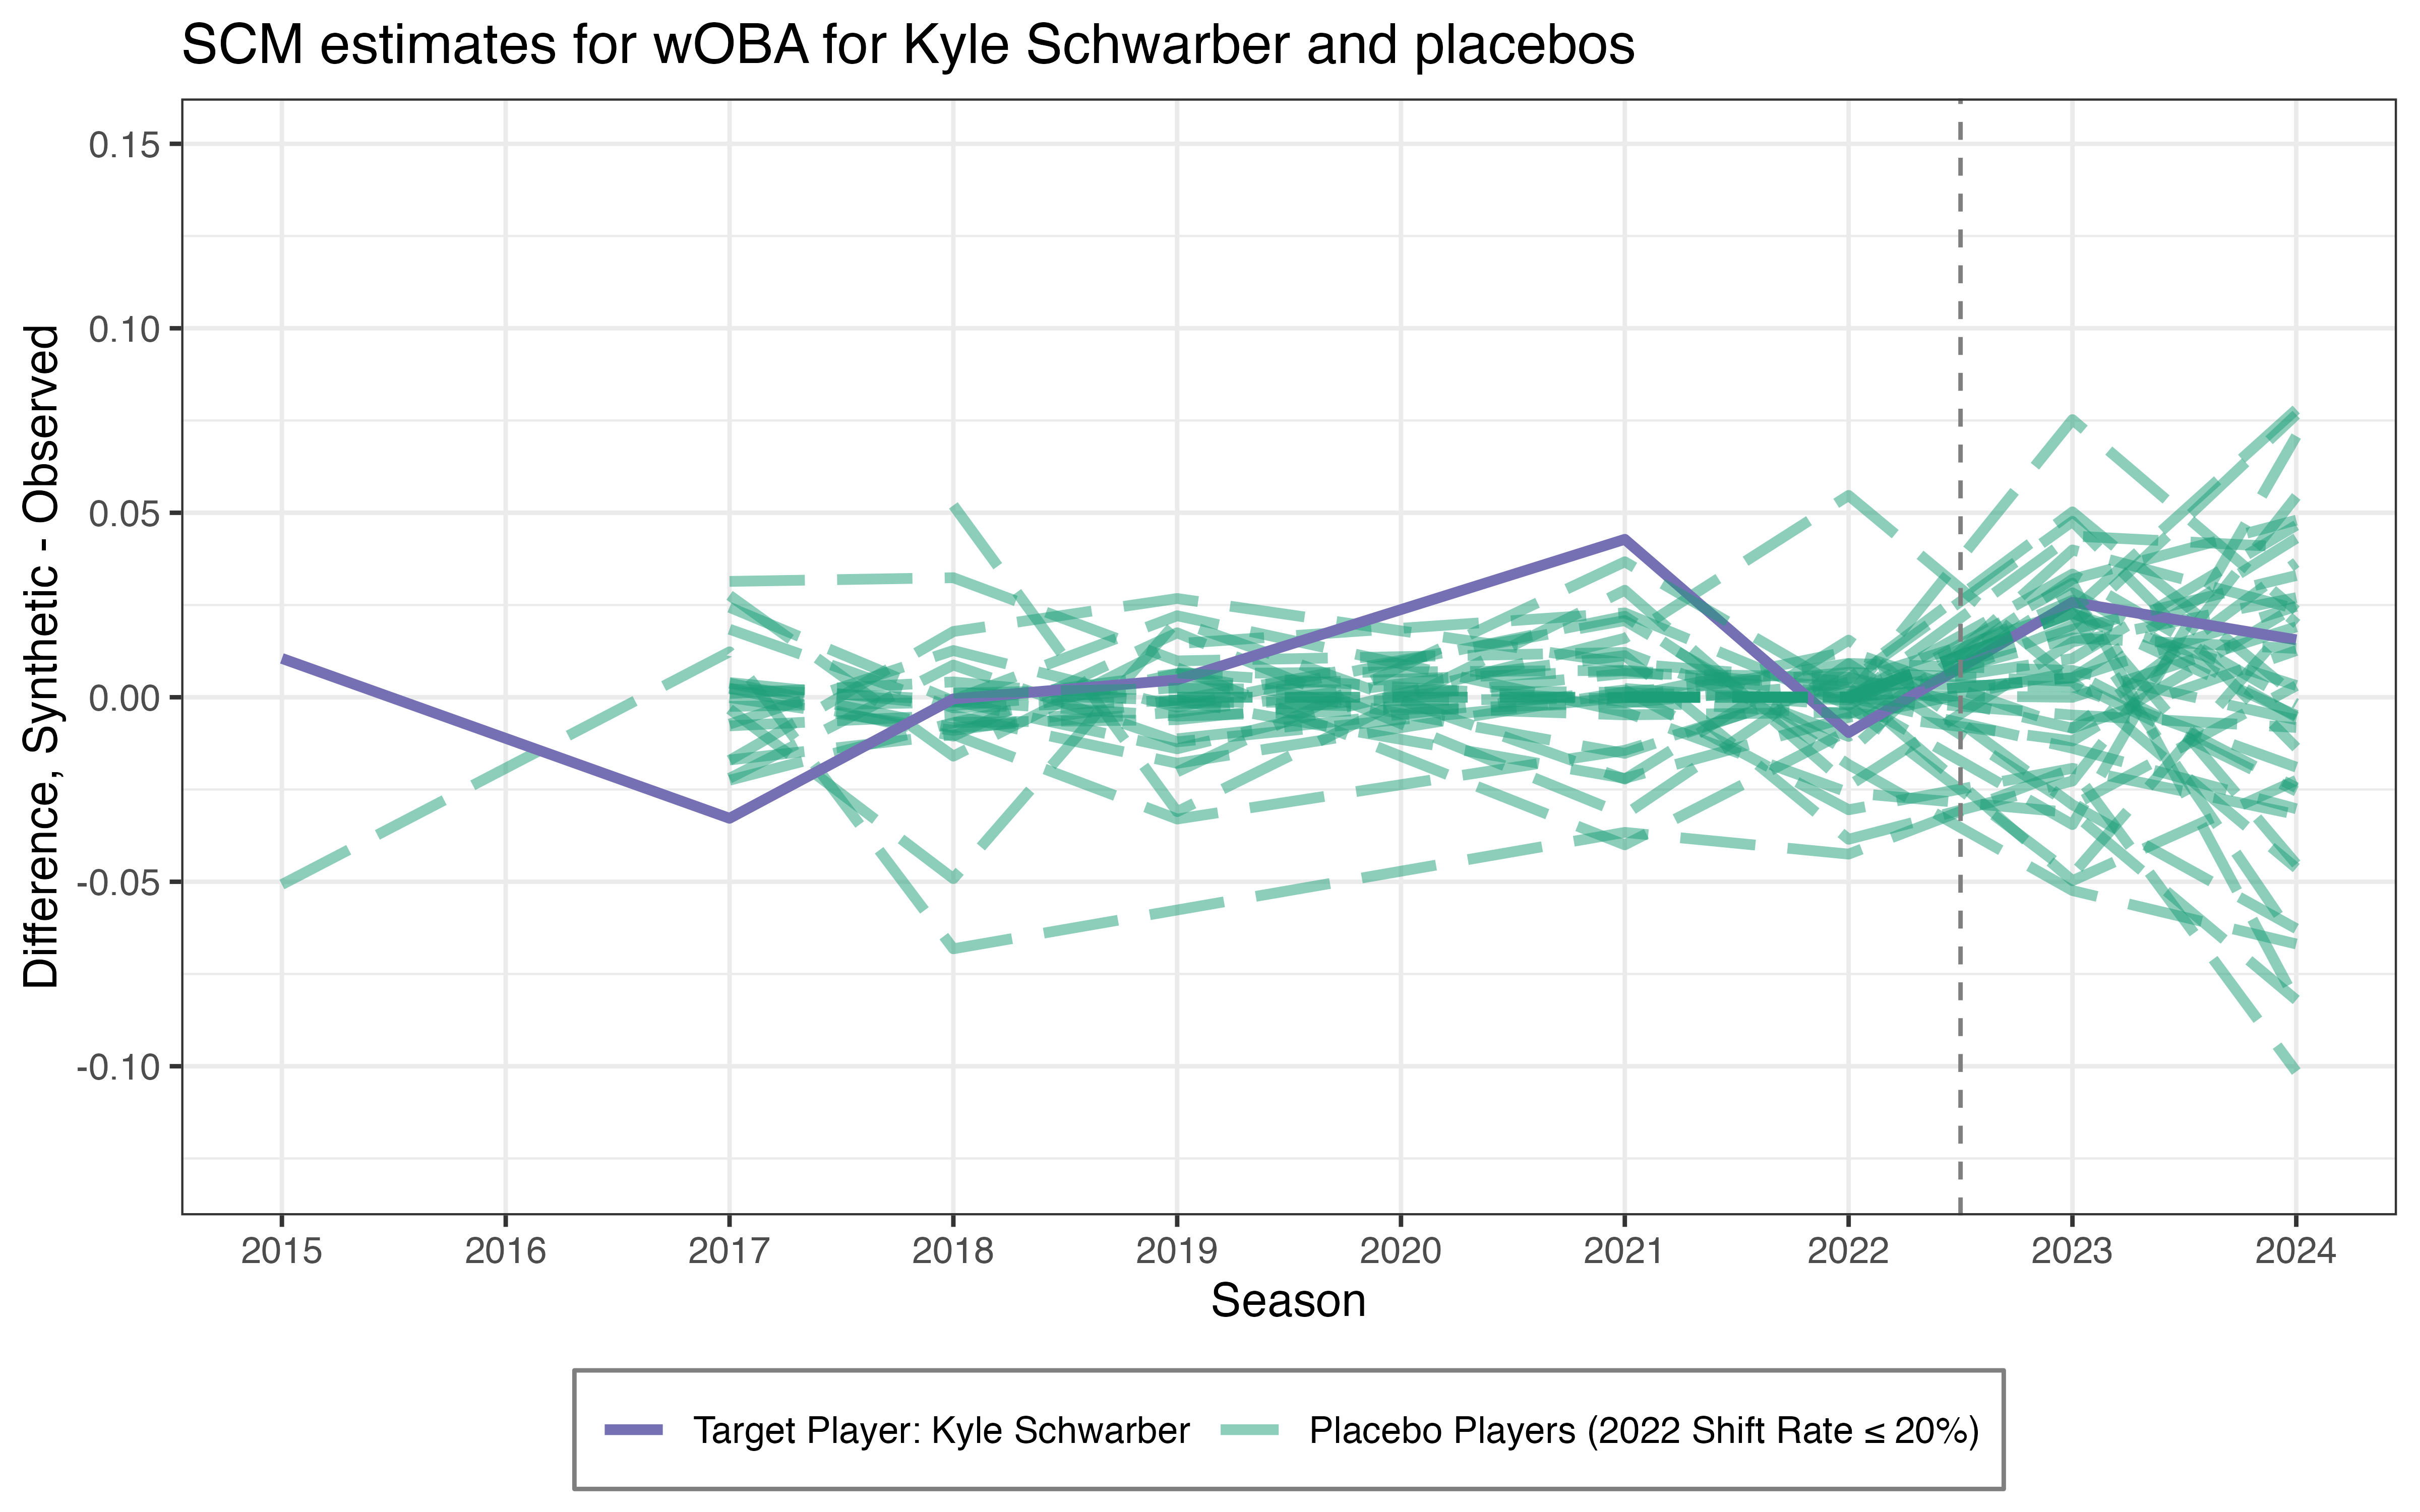 SCM estimates for wOBA for Kyle Schwarber and placebos
Difference, Synthetic - Observed
0.15
0.10
0.05
0.00
-0.05
-0.10
2015 2016 2017 2018 2019 2020 2021 2022 2023 2024
Season
Target Player: Kyle Schwarber Placebo Players (2022 Shift Rate ≤ 20%)